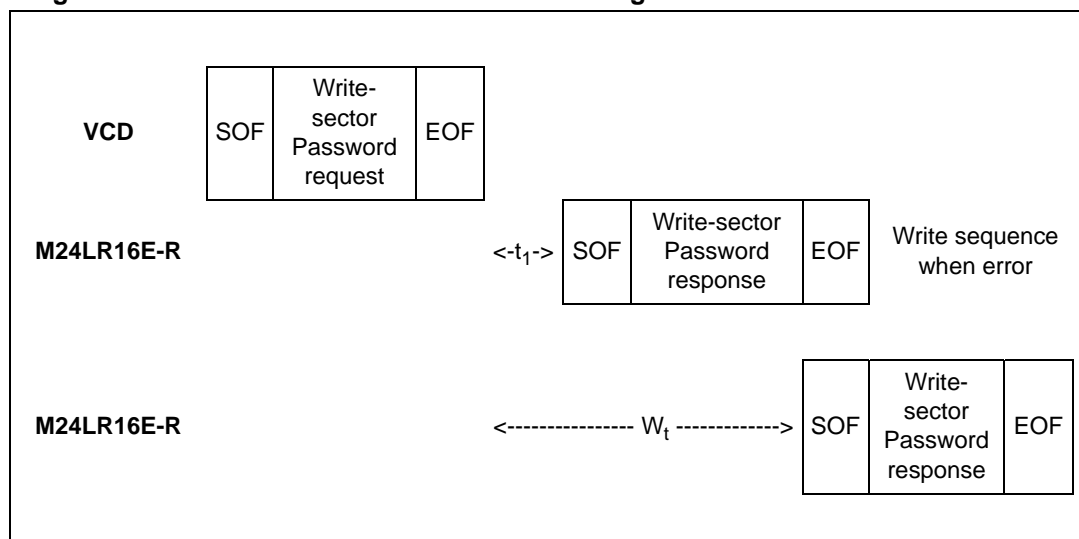 Write-
sector
Password
request
VCD
SOF
EOF
M24LR16E-R
<-t1->
SOF
Write-sector
Password
response
EOF
Write sequence
when error
M24LR16E-R
<---------------- Wt ------------->
SOF
Write-
sector
Password
response
EOF